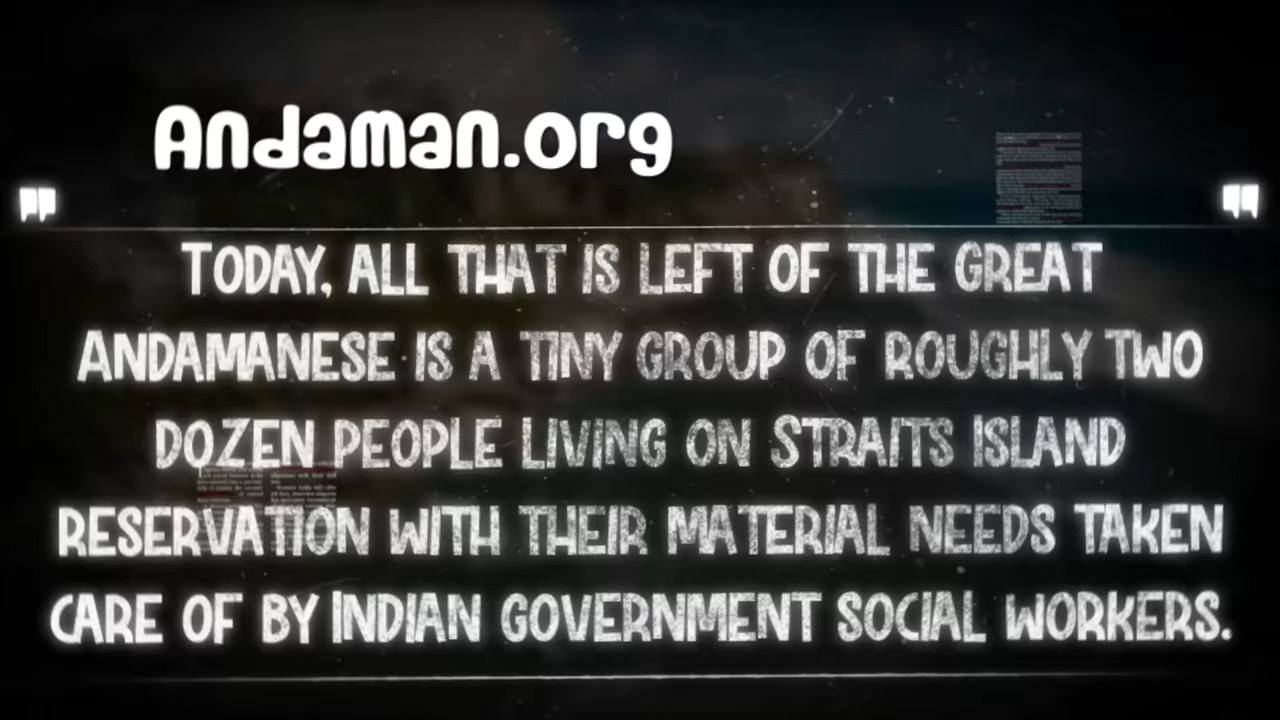 Andaman.org
"
"
TODAY, ALL THAT IS LEFT OF THE GREAT
ANDAMANESE IS A TINY GROUP OF ROUGHLY TWO
DOZEN PEOPLE LIVING ON STRAITS ISLAND
RESERVATION WITH THEIR MATERIAL NEEDS TAKEN
CARE OF BY INDIAN GOVERNMENT SOCIAL WORKERS.